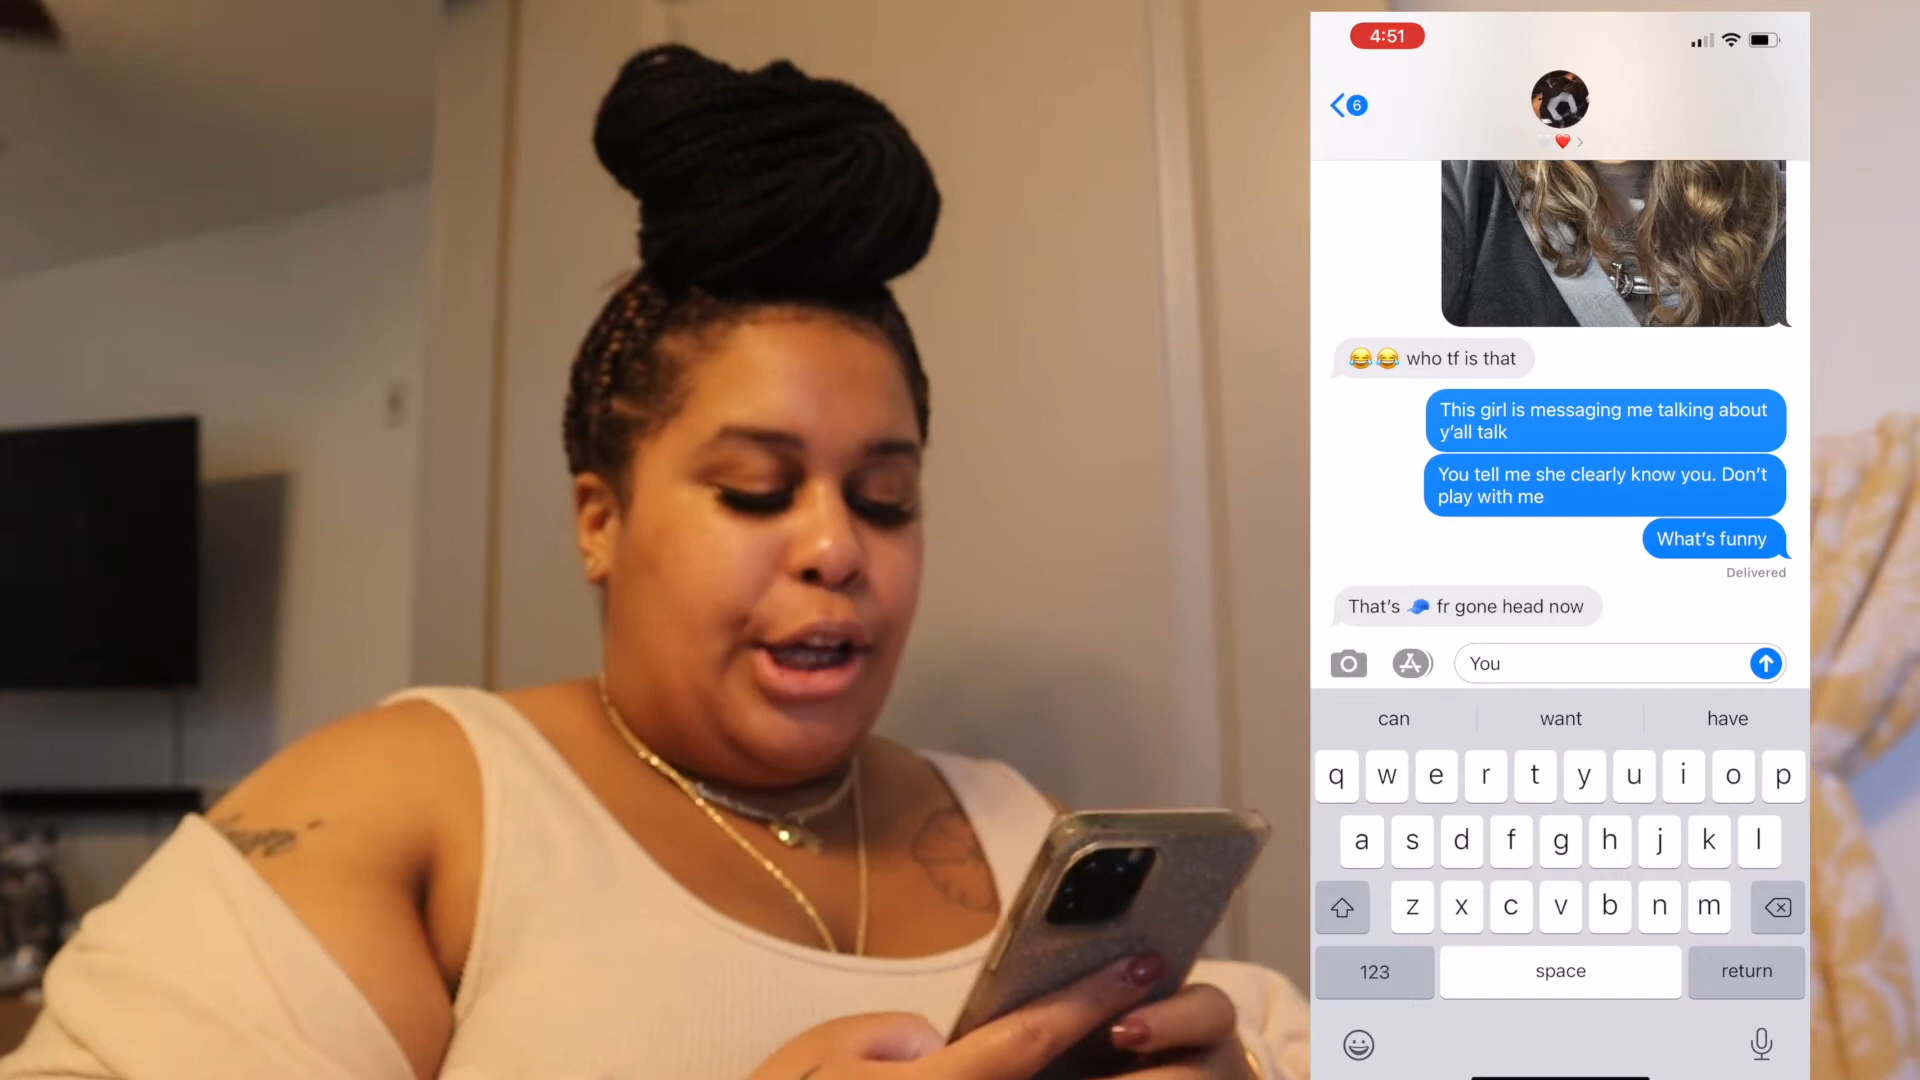 4:51
6
❤️ >
😂😂 who tf is that
This girl is messaging me talking about
y'all talk
You tell me she clearly know you. Don't
play with me
What's funny
Delivered
That's 🧢 fr gone head now
You
can want have
q w e r t y u i o p
a s d f g h j k l
z x c v b n m
123 space return